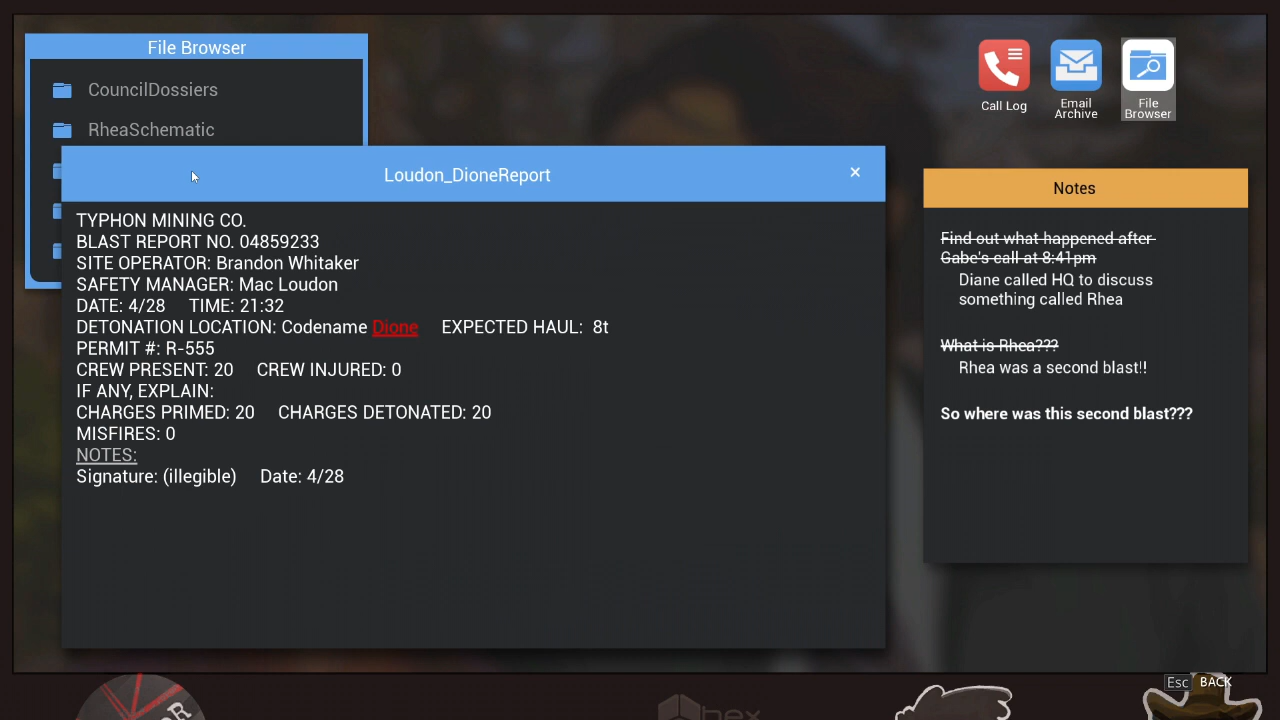 File Browser
CouncilDossiers
RheaSchematic
Call Log
Email
Archive
File
Browser
Loudon_DioneReport
×
TYPHON MINING CO.
BLAST REPORT NO. 04859233
SITE OPERATOR: Brandon Whitaker
SAFETY MANAGER: Mac Loudon
DATE: 4/28 TIME: 21:32
DETONATION LOCATION: Codename Dione EXPECTED HAUL: 8t
PERMIT #: R-555
CREW PRESENT: 20 CREW INJURED: 0
IF ANY, EXPLAIN:
CHARGES PRIMED: 20 CHARGES DETONATED: 20
MISFIRES: 0
NOTES:
Signature: (illegible) Date: 4/28
Notes
Find out what happened after
Gabe's call at 8:41pm
Diane called HQ to discuss
something called Rhea
What is Rhea???
Rhea was a second blast!!
So where was this second blast???
Esc BACK